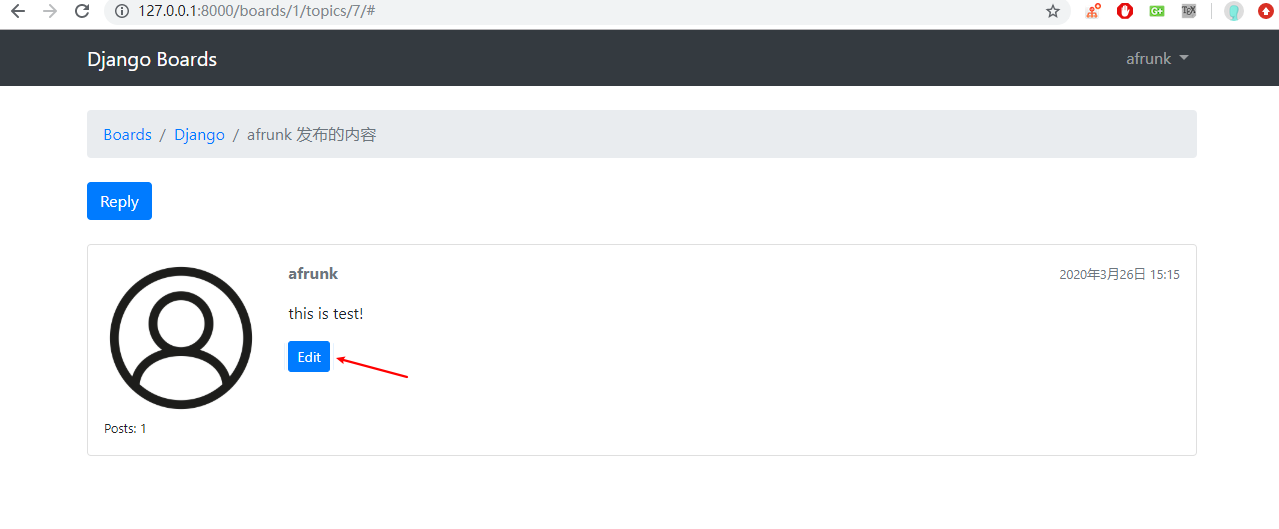 127.0.0.1:8000/boards/1/topics/7/#
G+
TEX
Django Boards
afrunk
Boards / Django / afrunk 发布的内容
Reply
afrunk
2020年3月26日 15:15
this is test!
Edit
Posts: 1